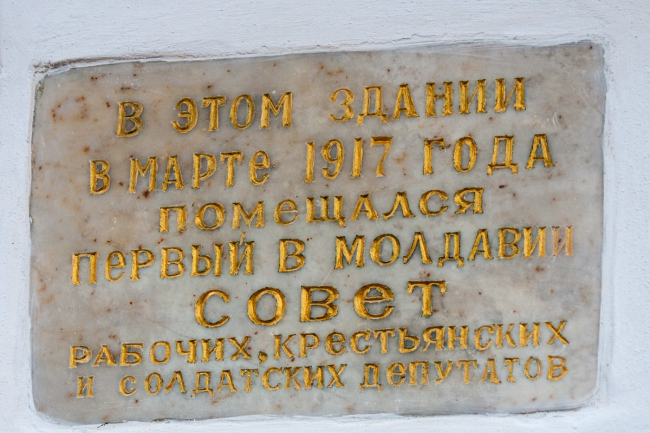 в этом здании
в марте 1917 года
помещался
первый в молдавии
совет
рабочих, крестьянских
и солдатских депутатов